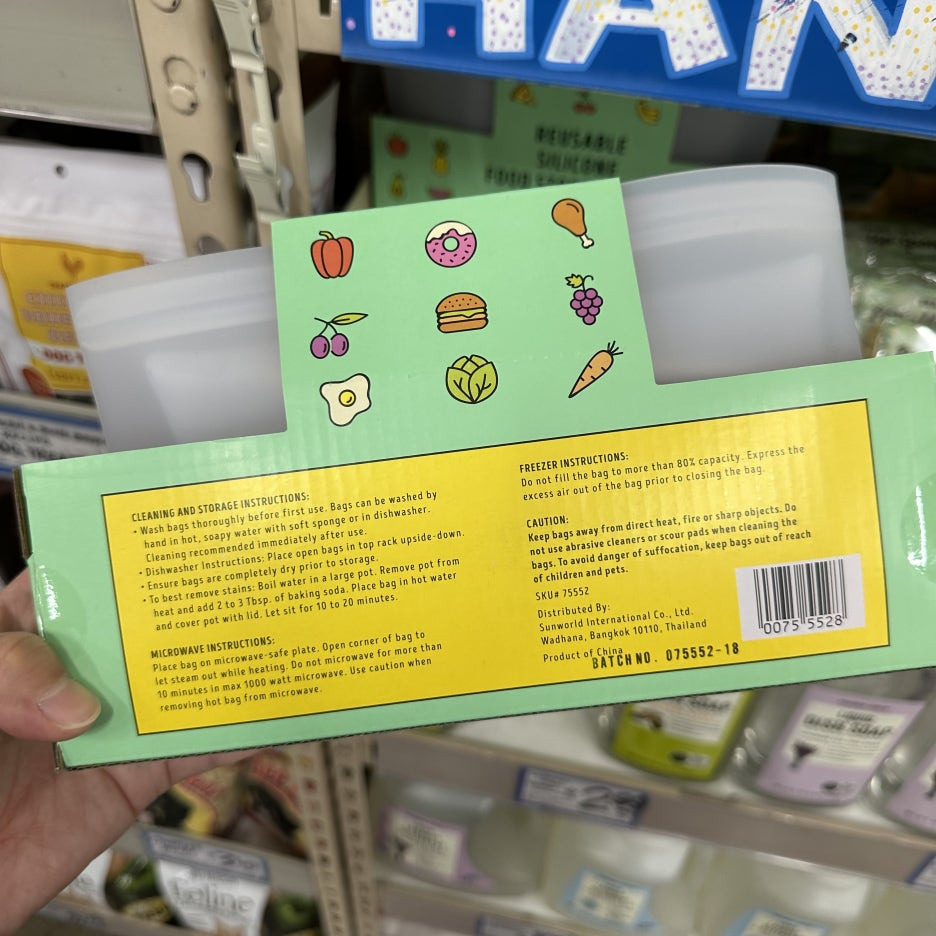 HAN
REUSABLE
SILICONE
FOOD
CLEANING AND STORAGE INSTRUCTIONS:
• Wash bags thoroughly before first use. Bags can be washed by
hand in hot, soapy water with soft sponge or in dishwasher.
Cleaning recommended immediately after use.
• Dishwasher Instructions: Place open bags in top rack upside-down.
• Ensure bags are completely dry prior to storage.
• To best remove stains: Boil water in a large pot. Remove pot from
heat and add 2 to 3 Tbsp. of baking soda. Place bag in hot water
and cover pot with lid. Let sit for 10 to 20 minutes.
MICROWAVE INSTRUCTIONS:
Place bag on microwave-safe plate. Open corner of bag to
let steam out while heating. Do not microwave for more than
10 minutes in max 1000 watt microwave. Use caution when
removing hot bag from microwave.
FREEZER INSTRUCTIONS:
Do not fill the bag to more than 80% capacity. Express the
excess air out of the bag prior to closing the bag.
CAUTION:
Keep bags away from direct heat, fire or sharp objects. Do
not use abrasive cleaners or scour pads when cleaning the
bags. To avoid danger of suffocation, keep bags out of reach
of children and pets.
SKU# 75552
Distributed By:
Sunworld International Co., Ltd.
Wadhana, Bangkok 10110, Thailand
Product of China
BATCH NO. 075552-18
0075 5528
DISH SOAP
feline